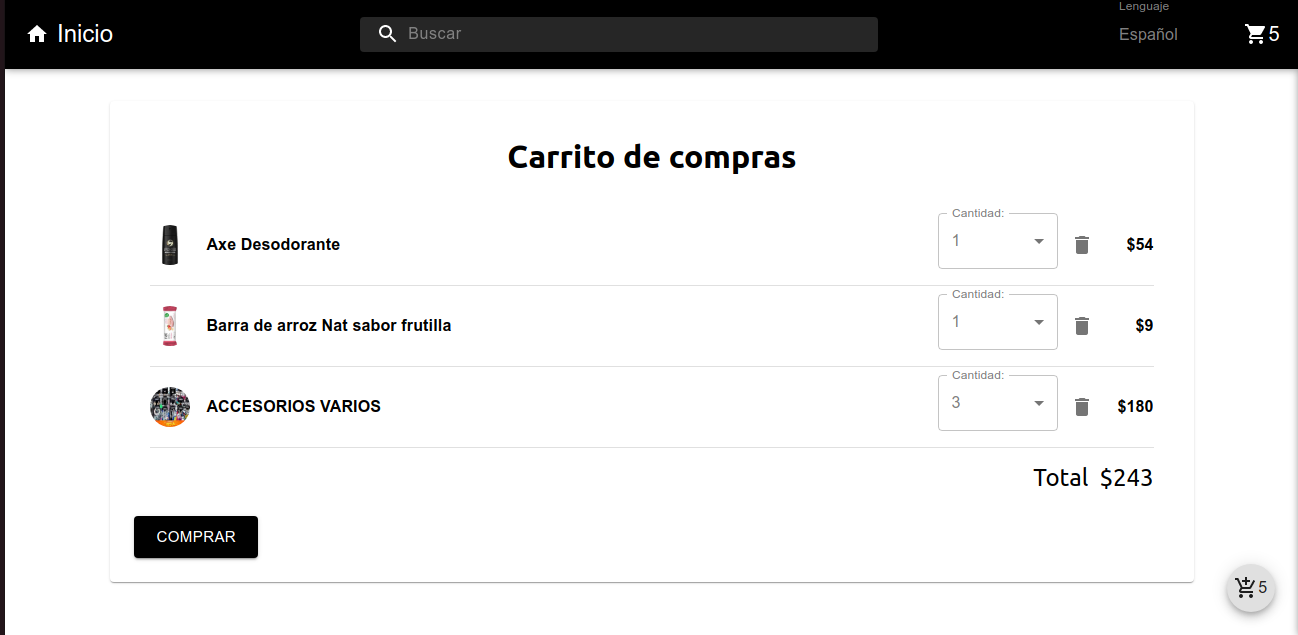 Inicio
Buscar
Lenguaje
Español
5
Carrito de compras
Axe Desodorante
Cantidad:
1
$54
Barra de arroz Nat sabor frutilla
Cantidad:
1
$9
ACCESORIOS VARIOS
Cantidad:
3
$180
Total $243
COMPRAR
5